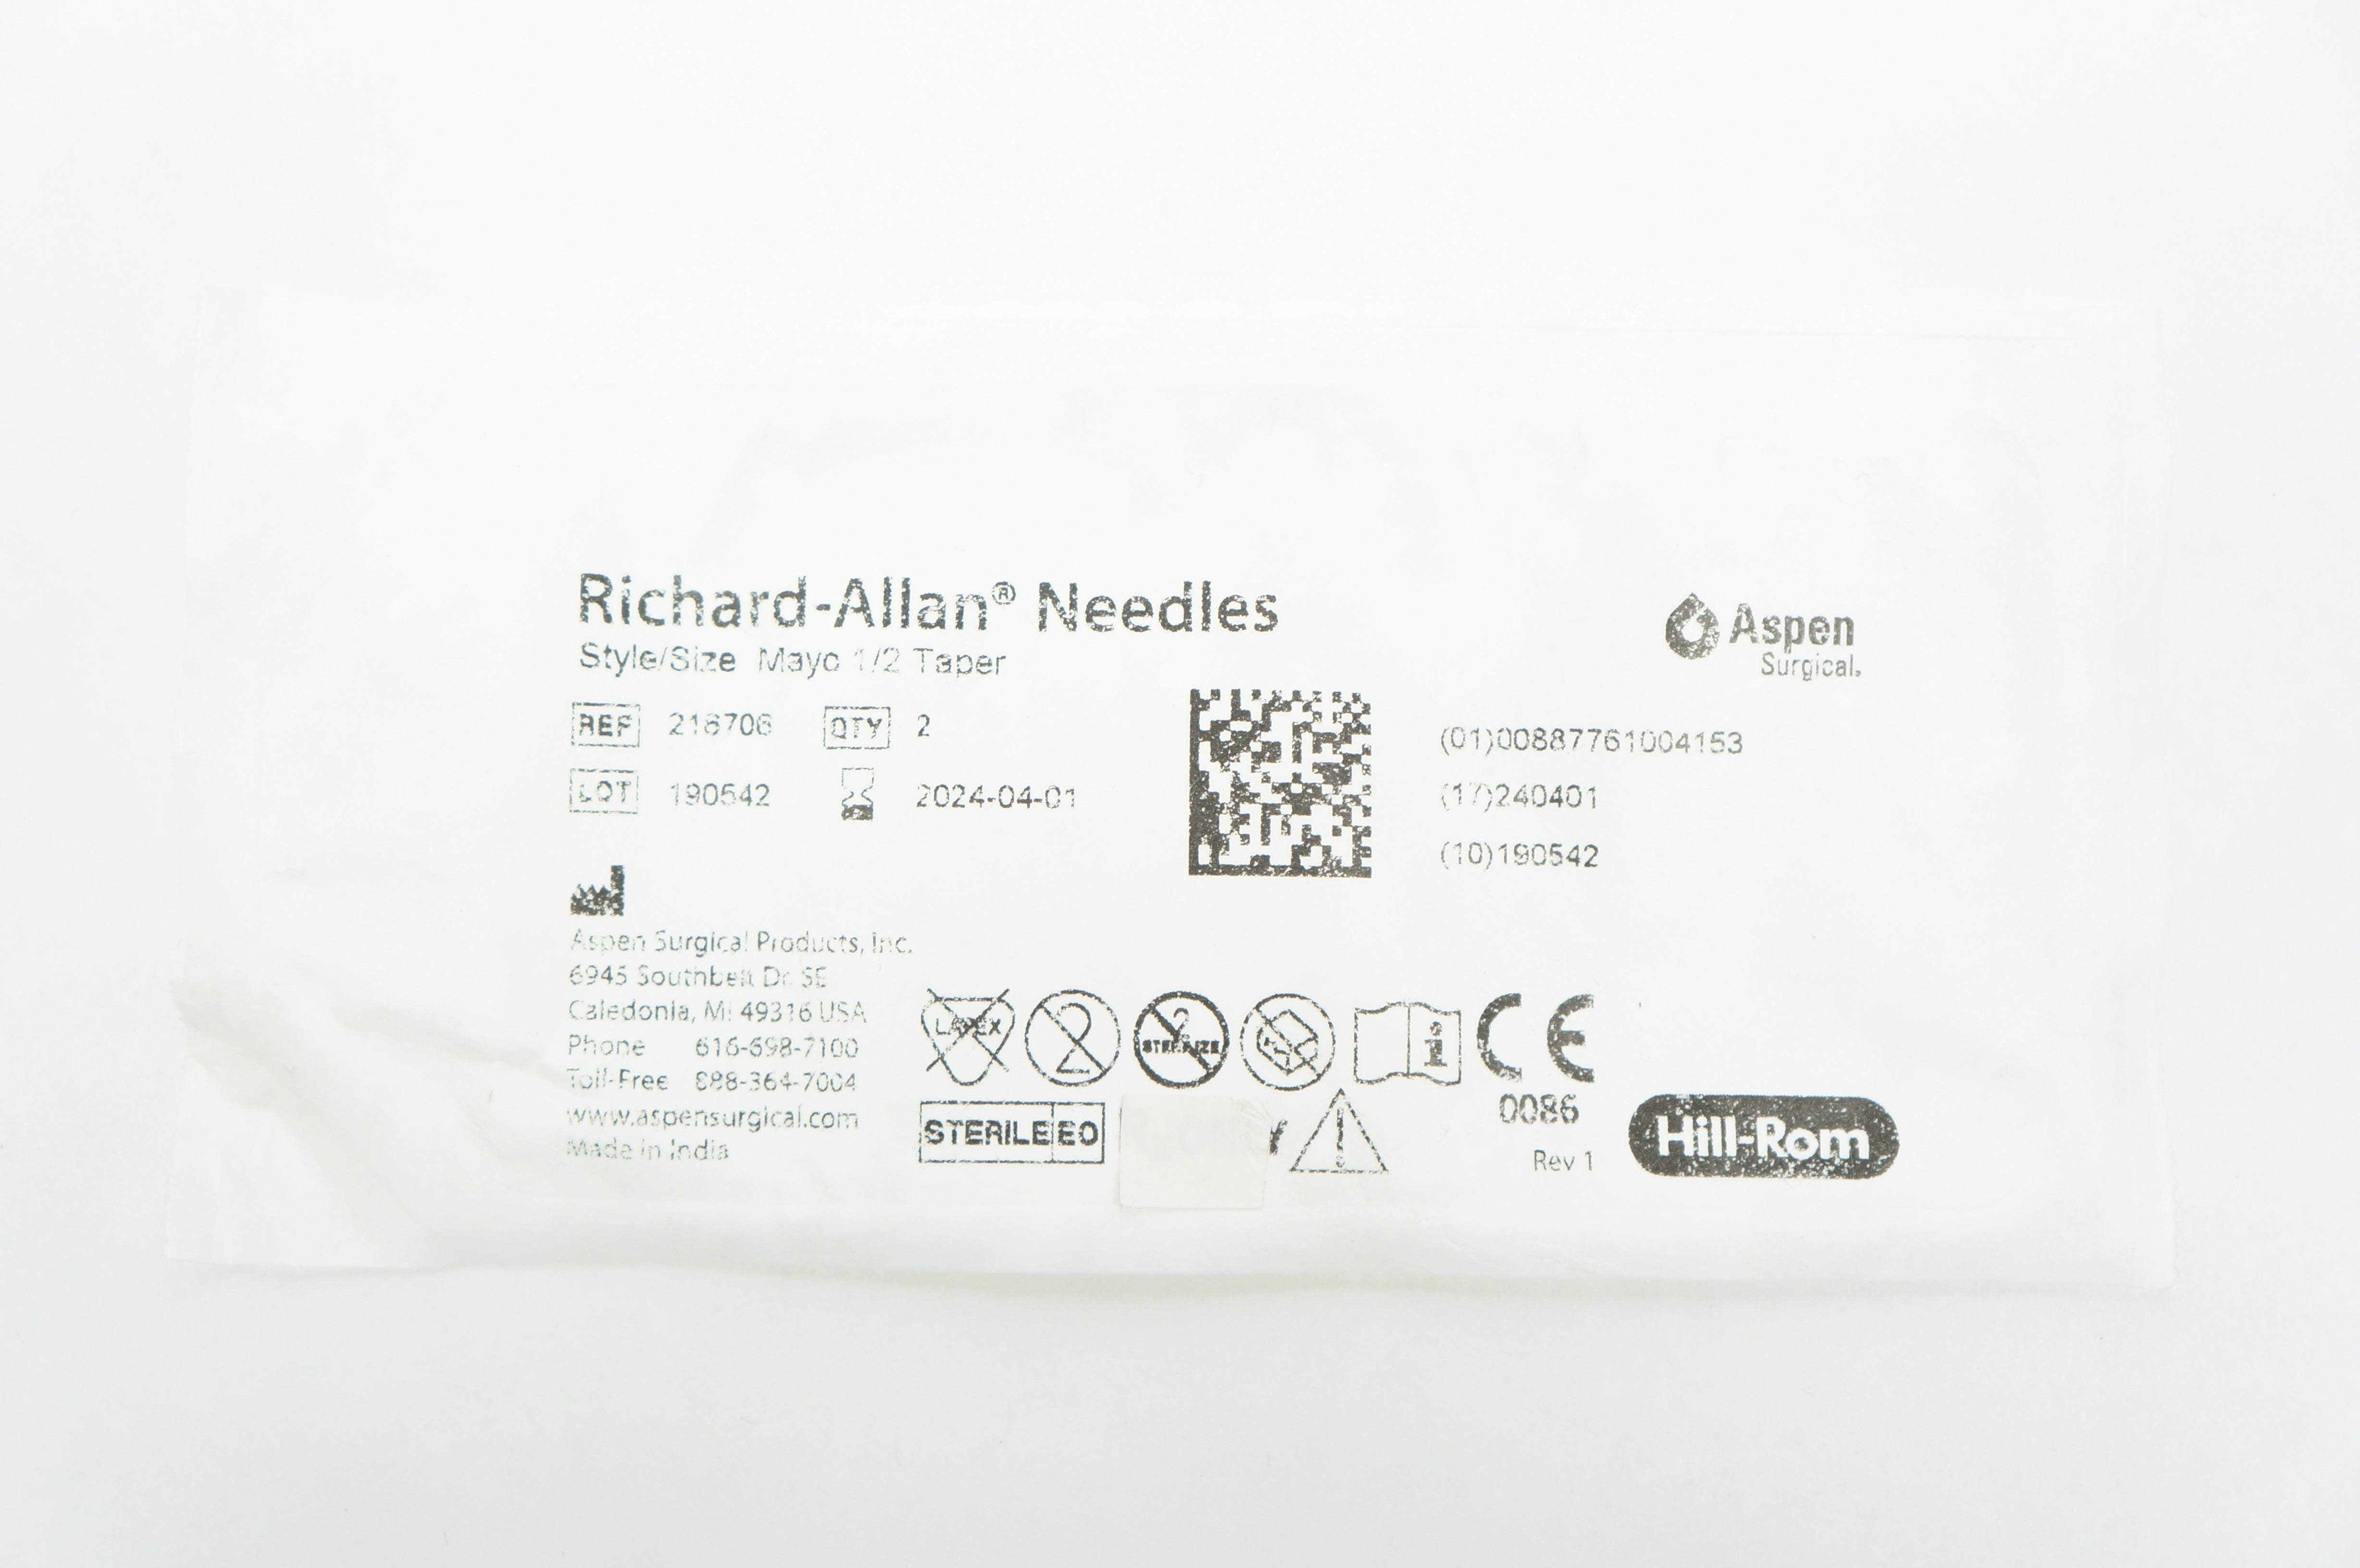 Richard-Allan® Needles
Style/Size Mayo 1/2 Taper
Aspen
Surgical.
REF 216706 QTY 2
LOT 190542 2024-04-01
(01)00887761004153
(17)240401
(10)190542
Aspen Surgical Products, Inc.
6945 Southbelt Dr. SE
Caledonia, MI 49316 USA
Phone 616-698-7100
Toll-Free 888-364-7004
www.aspensurgical.com
Made in India
LATEX
2
2
STERILIZE
i
CE
0086
STERILE EO
!
Rev 1
Hill-Rom